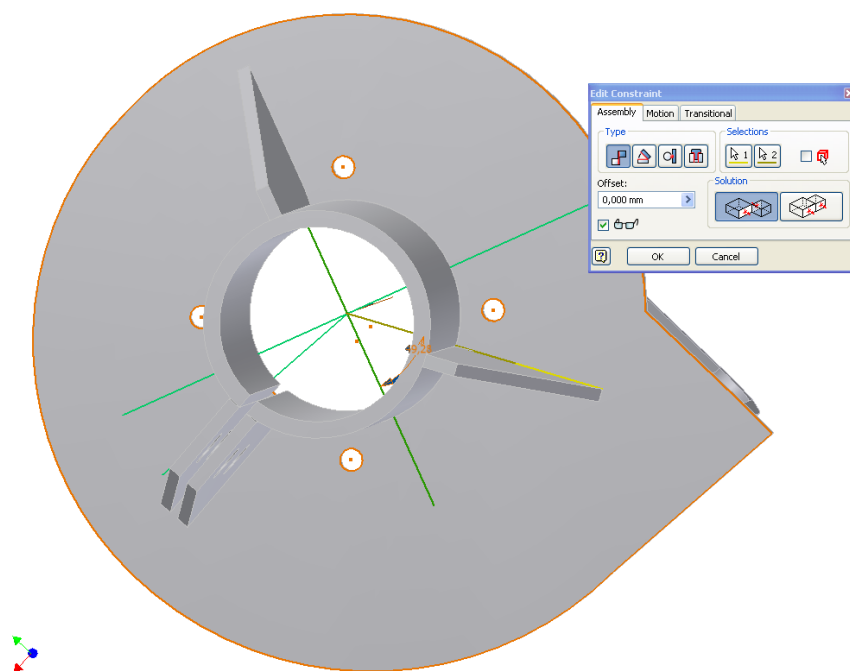 Edit Constraint
Assembly Motion Transitional
Type
Selections
1 2
Offset:
Solution
0,000 mm
OK Cancel